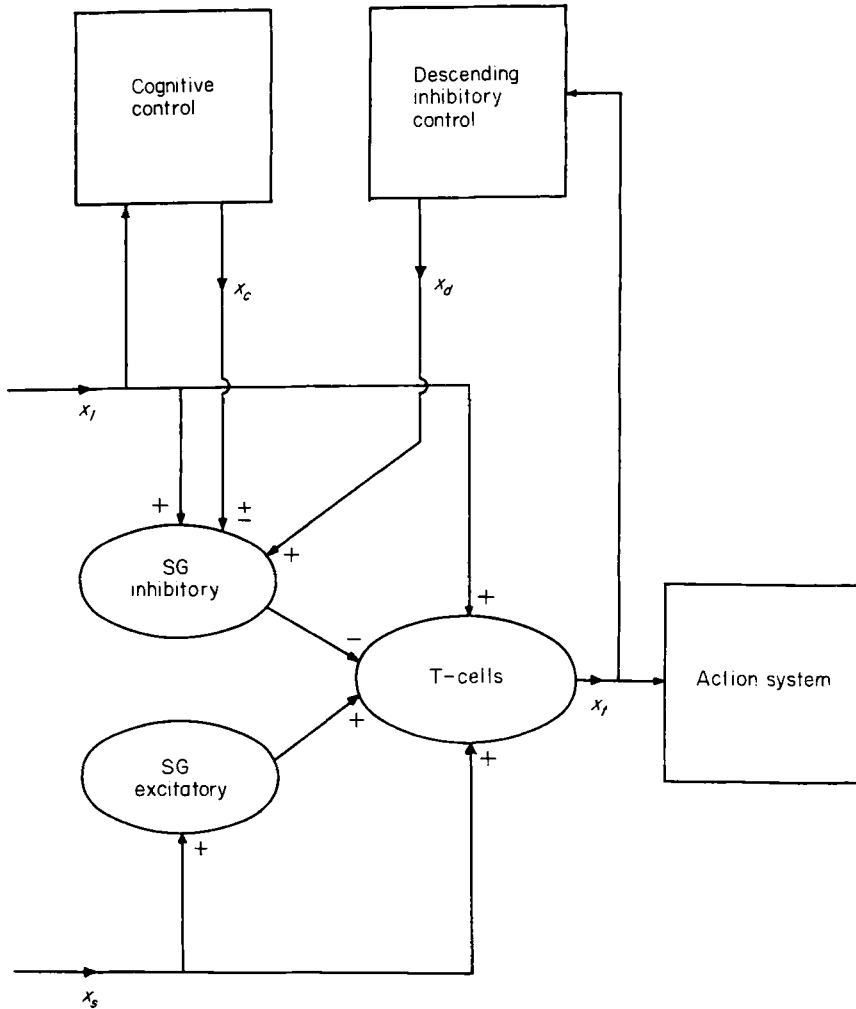 Cognitive
control
Descending
inhibitory
control
x_c
x_d
x_l
+
±
+
SG
inhibitory
+
−
T-cells
x_t
Action system
+
SG
excitatory
+
+
x_s